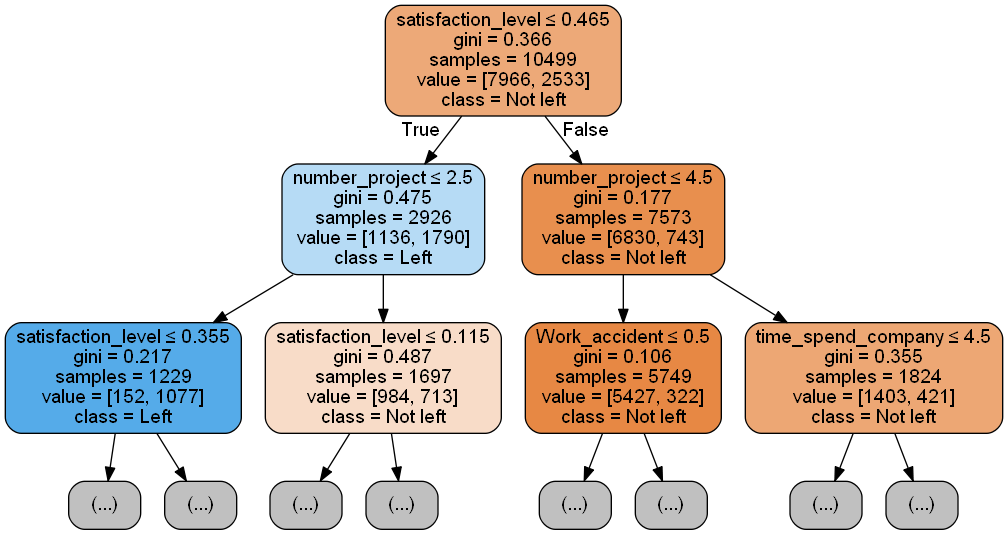 satisfaction_level ≤ 0.465
gini = 0.366
samples = 10499
value = [7966, 2533]
class = Not left
True
False
number_project ≤ 2.5
gini = 0.475
samples = 2926
value = [1136, 1790]
class = Left
number_project ≤ 4.5
gini = 0.177
samples = 7573
value = [6830, 743]
class = Not left
satisfaction_level ≤ 0.355
gini = 0.217
samples = 1229
value = [152, 1077]
class = Left
satisfaction_level ≤ 0.115
gini = 0.487
samples = 1697
value = [984, 713]
class = Not left
Work_accident ≤ 0.5
gini = 0.106
samples = 5749
value = [5427, 322]
class = Not left
time_spend_company ≤ 4.5
gini = 0.355
samples = 1824
value = [1403, 421]
class = Not left
(...)
(...)
(...)
(...)
(...)
(...)
(...)
(...)